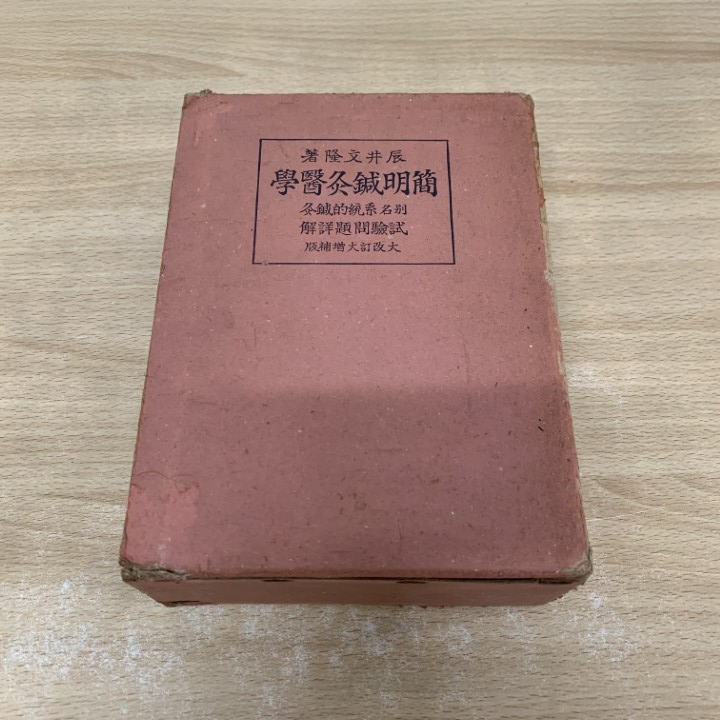 辰井文隆著
簡明鍼灸醫學
別名系統的鍼灸
試驗問題詳解
大改訂大增補版